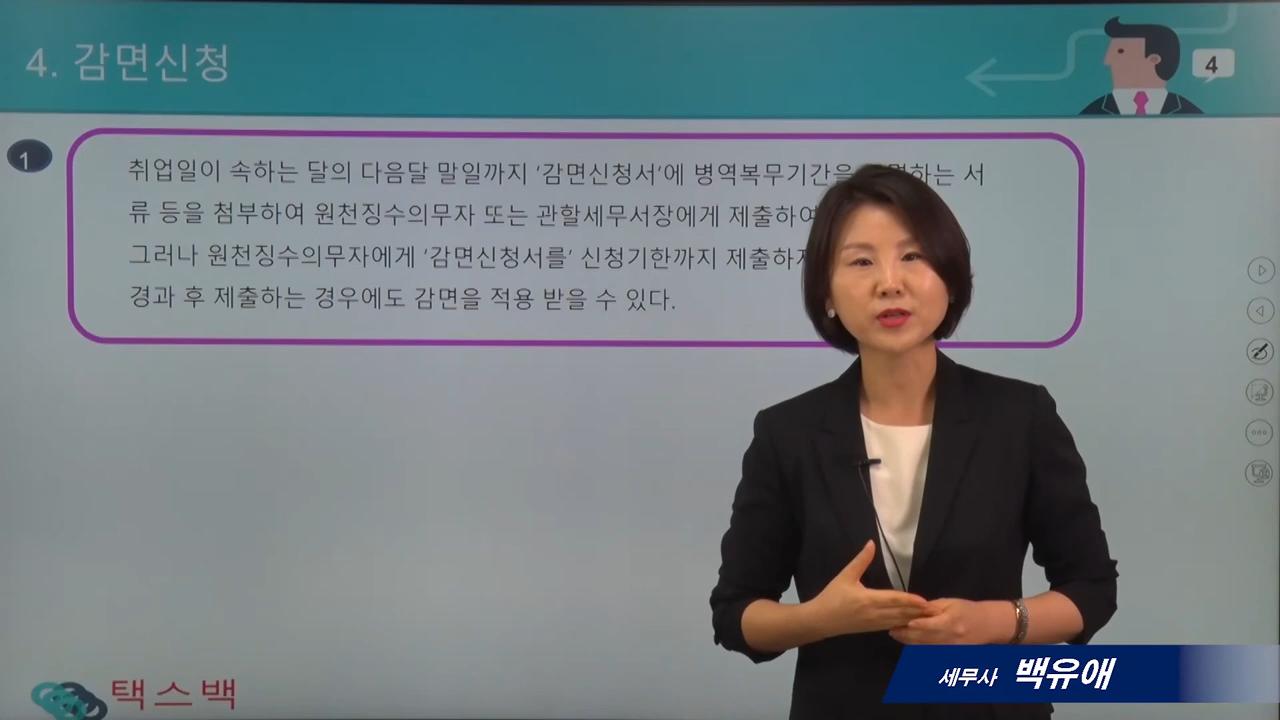 4. 감면신청
4
1
취업일이 속하는 달의 다음달 말일까지 ‘감면신청서’에 병역복무기간을 서
류 등을 첨부하여 원천징수의무자 또는 관할세무서장에게 제출하여
그러나 원천징수의무자에게 ‘감면신청서를’ 신청기한까지
경과 후 제출하는 경우에도 감면을 적용 받을 수 있다.
택스백
세무사 백유애